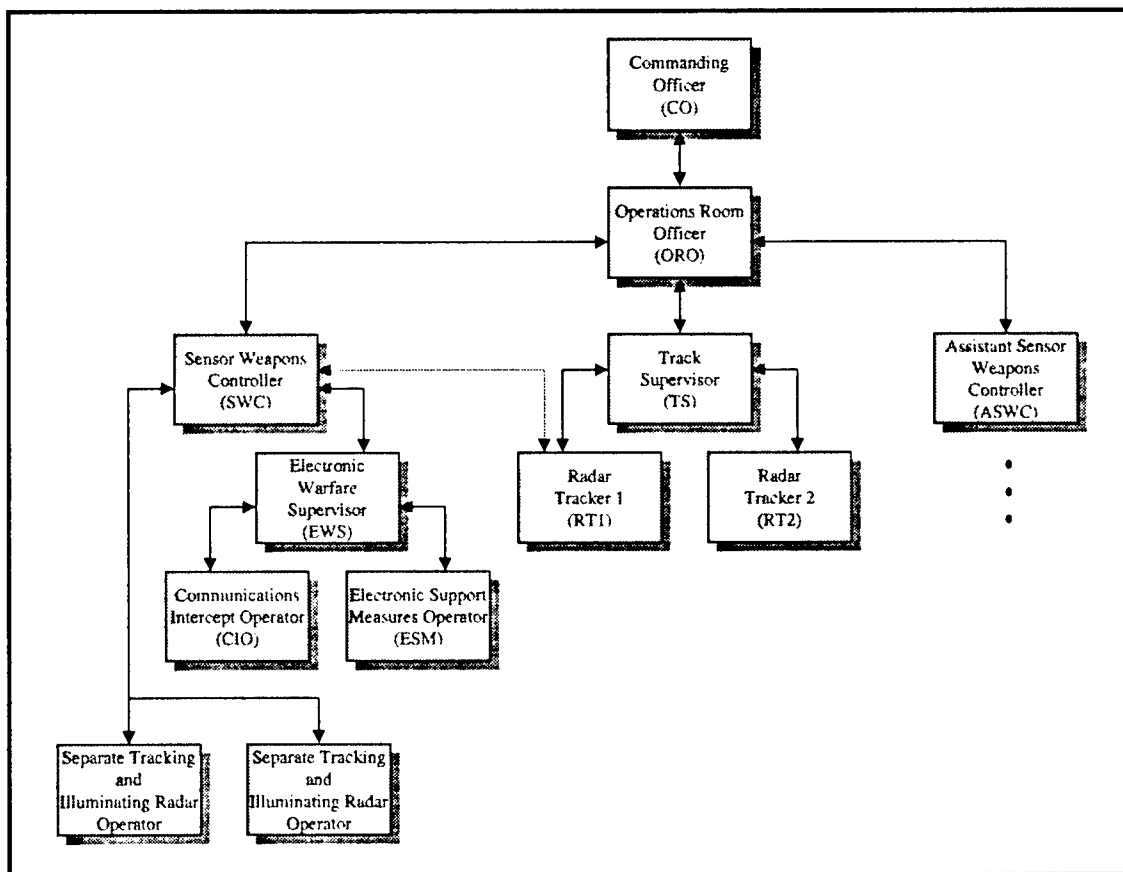 Commanding
Officer
(CO)
Operations Room
Officer
(ORO)
Sensor Weapons
Controller
(SWC)
Track
Supervisor
(TS)
Assistant Sensor
Weapons
Controller
(ASWC)
Electronic
Warfare
Supervisor
(EWS)
Radar
Tracker 1
(RT1)
Radar
Tracker 2
(RT2)
Communications
Intercept Operator
(CIO)
Electronic Support
Measures Operator
(ESM)
Separate Tracking
and
Illuminating Radar
Operator
Separate Tracking
and
Illuminating Radar
Operator